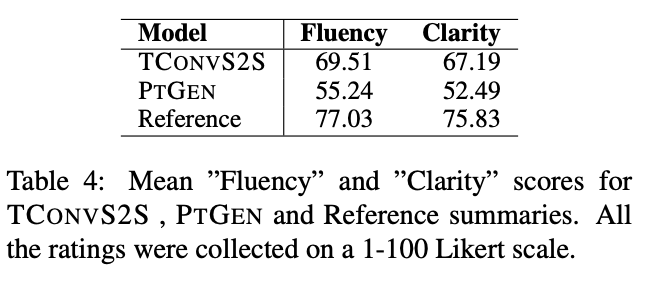 Model Fluency Clarity
TCONVS2S 69.51 67.19
PTGEN 55.24 52.49
Reference 77.03 75.83
Table 4: Mean ”Fluency” and ”Clarity” scores for
TCONVS2S , PTGEN and Reference summaries. All
the ratings were collected on a 1-100 Likert scale.